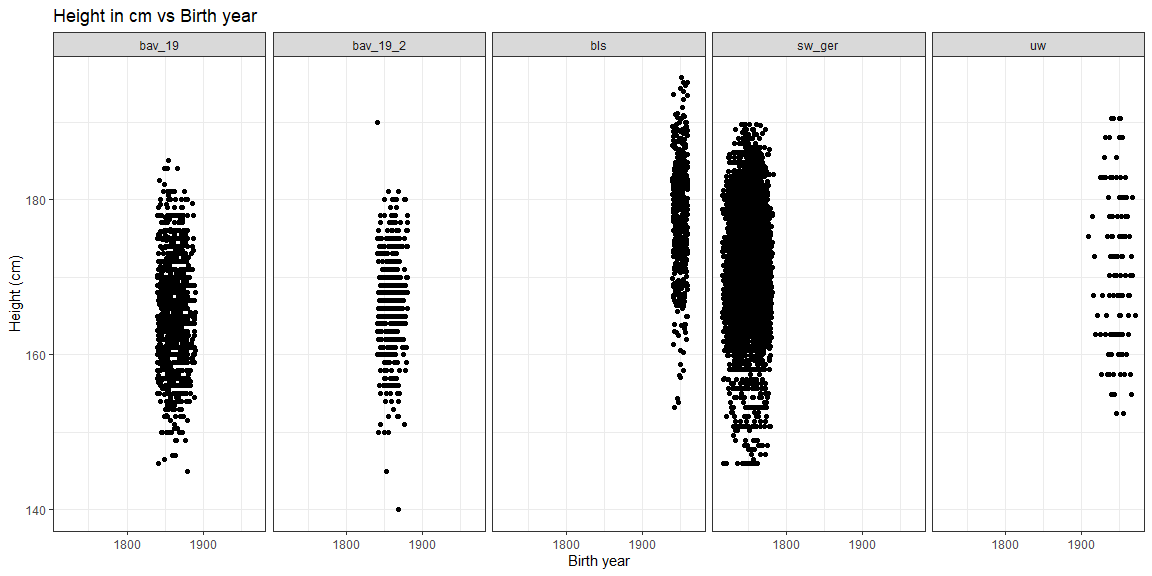 Height in cm vs Birth year
bav_19 bav_19_2 bls sw_ger uw
180
160
140
Height (cm)
1800 1900 1800 1900 1800 1900 1800 1900 1800 1900
Birth year